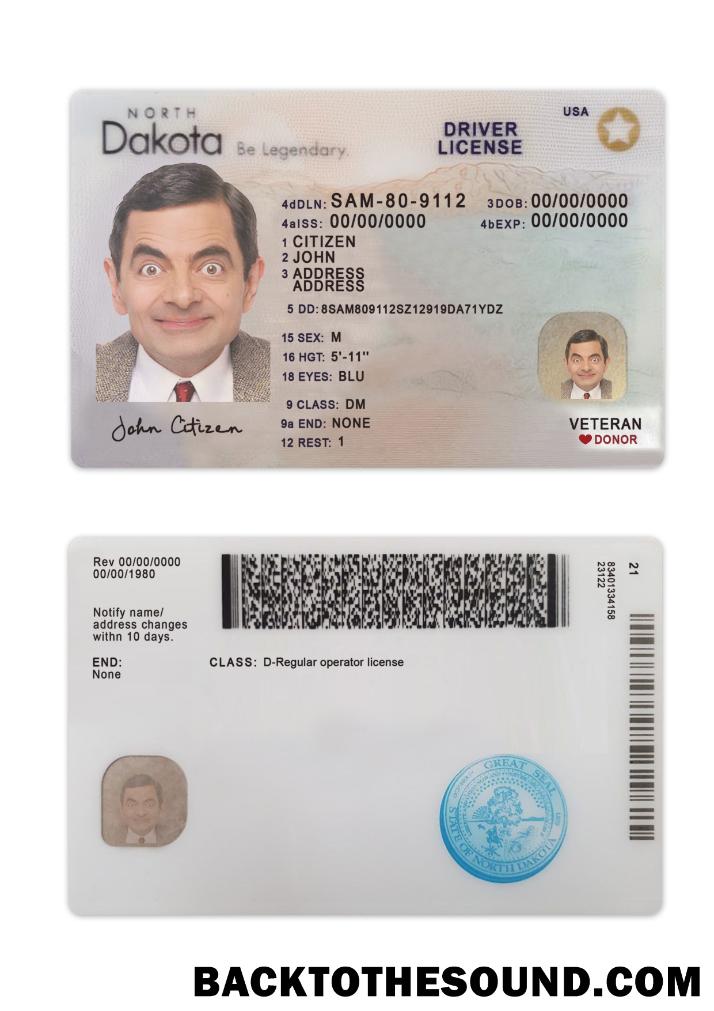 NORTH
Dakota Be Legendary.
DRIVER
LICENSE
USA
4dDLN: SAM-80-9112 3DOB: 00/00/0000
4aISS: 00/00/0000 4bEXP: 00/00/0000
1 CITIZEN
2 JOHN
3 ADDRESS
ADDRESS
5 DD: 8SAM809112SZ12919DA71YDZ
15 SEX: M
16 HGT: 5'-11"
18 EYES: BLU
9 CLASS: DM
9a END: NONE
12 REST: 1
John Citizen
VETERAN
DONOR
Rev 00/00/0000
00/00/1980
Notify name/
address changes
withn 10 days.
END:
None
CLASS: D-Regular operator license
83401334158
23122
21
GREAT SEAL
STATE OF NORTH DAKOTA
BACKTOTHESOUND.COM